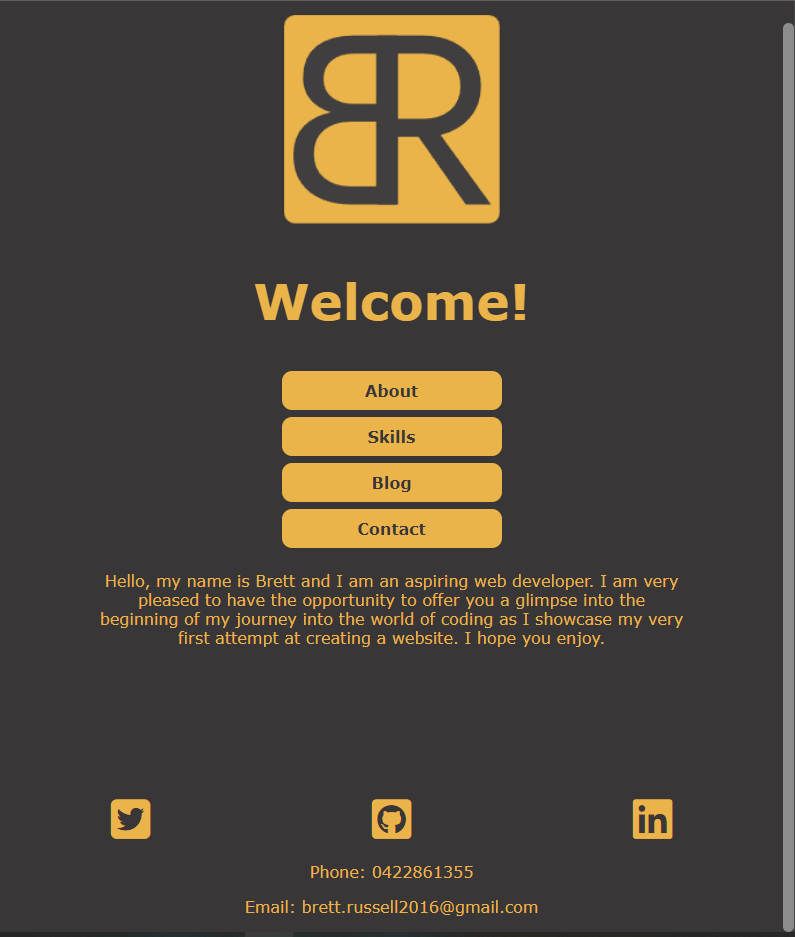 BR
Welcome!
About
Skills
Blog
Contact
Hello, my name is Brett and I am an aspiring web developer. I am very
pleased to have the opportunity to offer you a glimpse into the
beginning of my journey into the world of coding as I showcase my very
first attempt at creating a website. I hope you enjoy.
in
Phone: 0422861355
Email: brett.russell2016@gmail.com